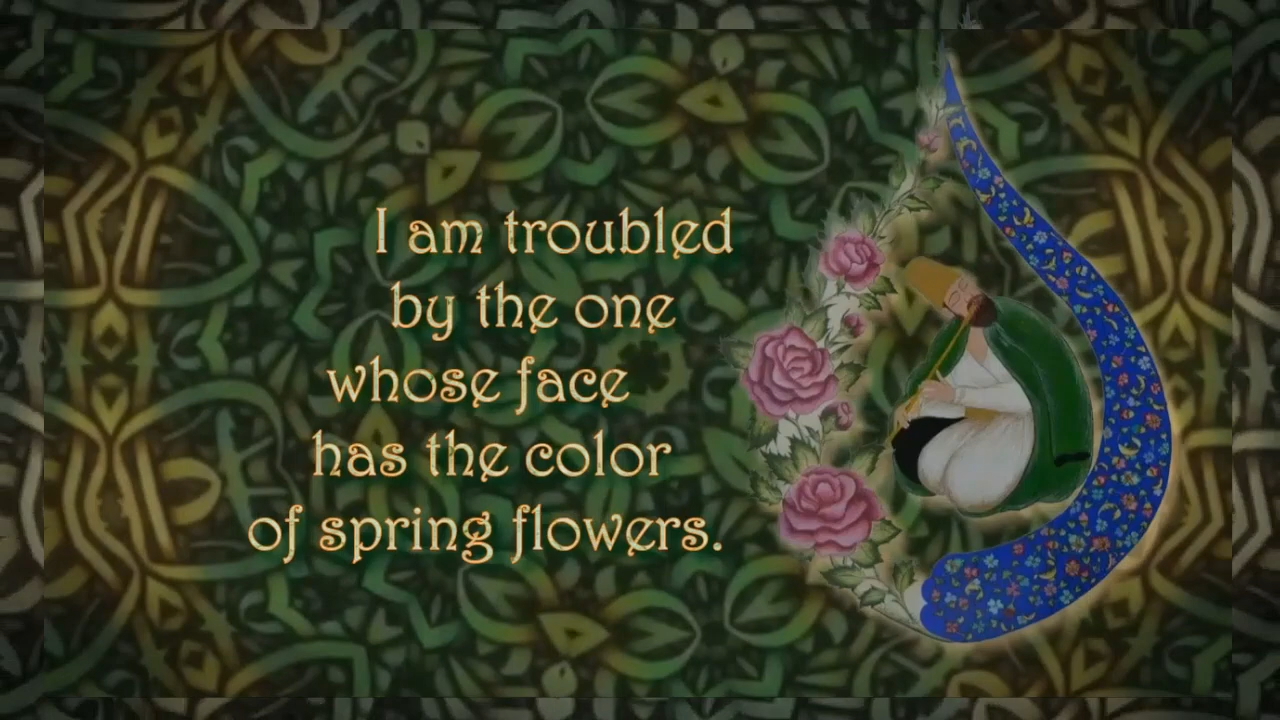 I am troubled
by the one
whose face
has the color
of spring flowers.